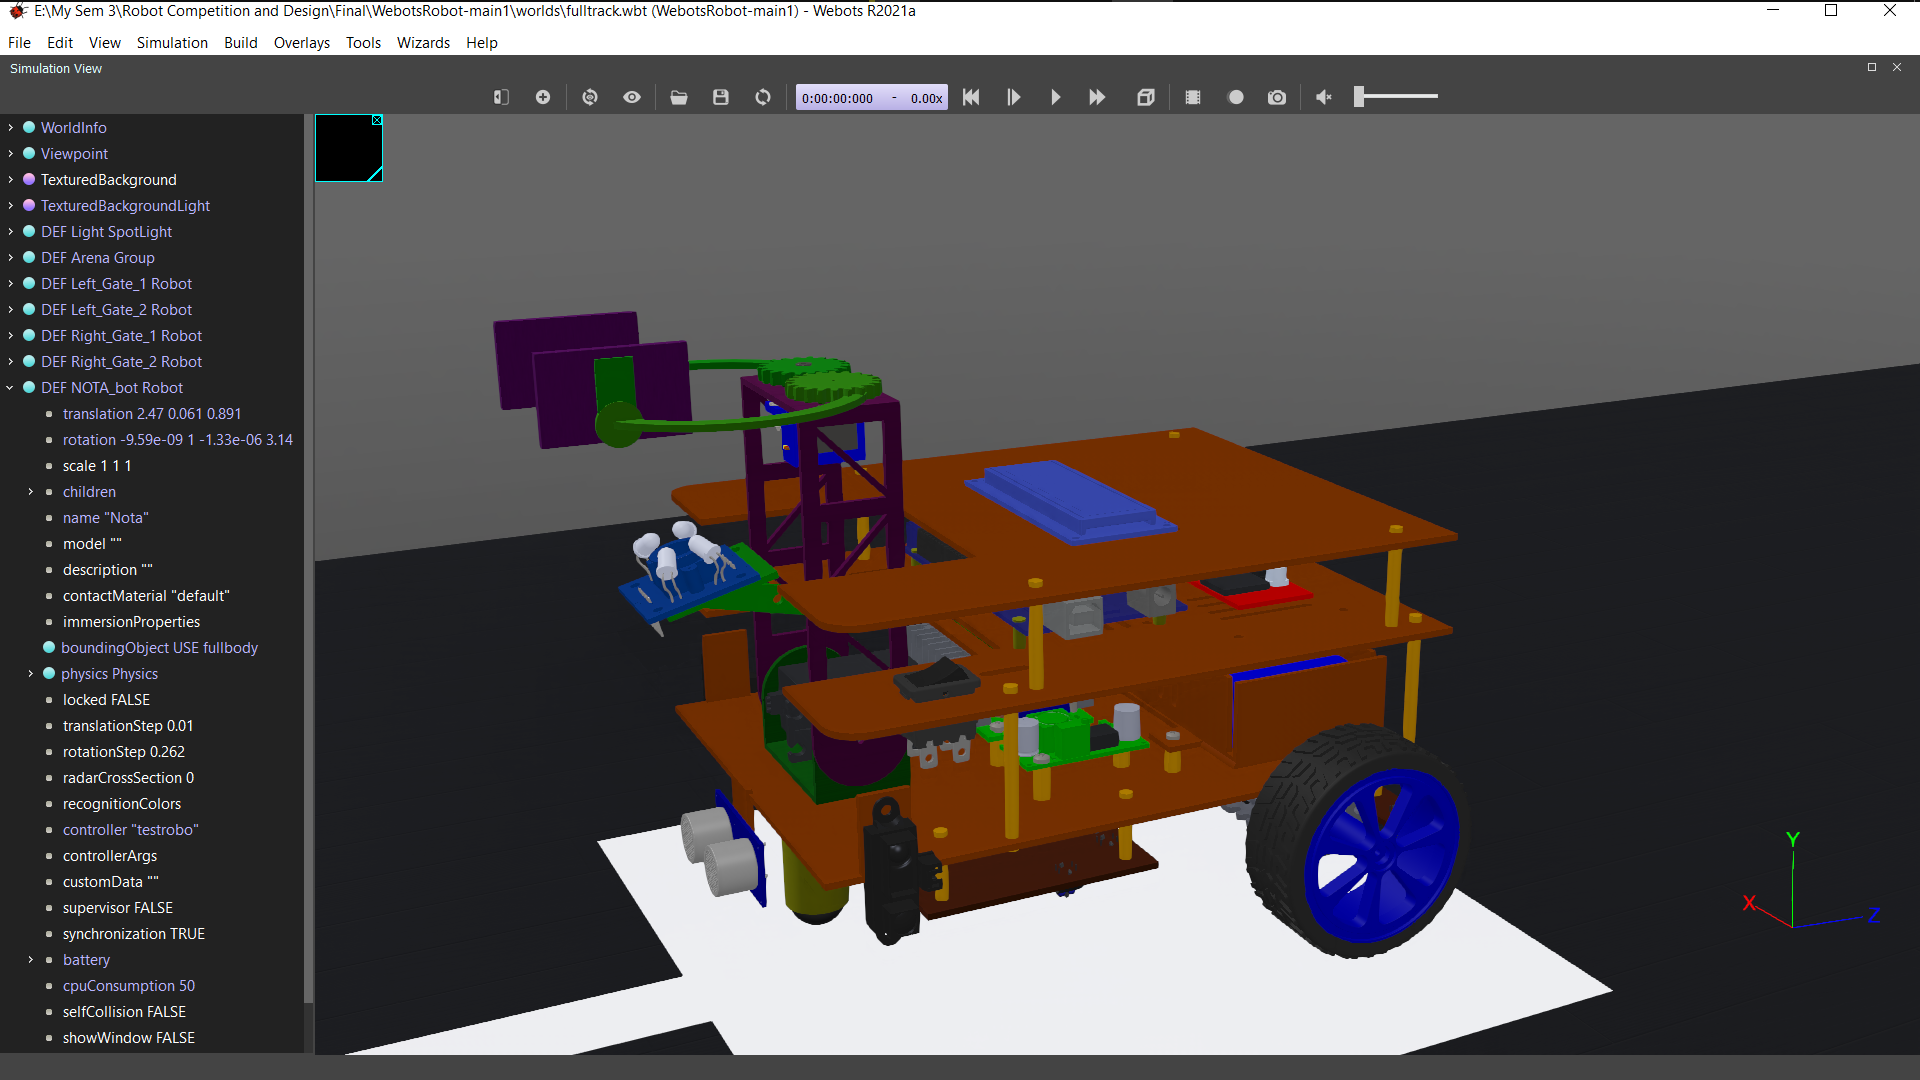 E:\My Sem 3\Robot Competition and Design\Final\WebotsRobot-main1\worlds\fulltrack.wbt (WebotsRobot-main1) - Webots R2021a
File Edit View Simulation Build Overlays Tools Wizards Help
Simulation View
0:00:00:000 - 0.00x
WorldInfo
Viewpoint
TexturedBackground
TexturedBackgroundLight
DEF Light SpotLight
DEF Arena Group
DEF Left_Gate_1 Robot
DEF Left_Gate_2 Robot
DEF Right_Gate_1 Robot
DEF Right_Gate_2 Robot
DEF NOTA_bot Robot
translation 2.47 0.061 0.891
rotation -9.59e-09 1 -1.33e-06 3.14
scale 1 1 1
children
name "Nota"
model ""
description ""
contactMaterial "default"
immersionProperties
boundingObject USE fullbody
physics Physics
locked FALSE
translationStep 0.01
rotationStep 0.262
radarCrossSection 0
recognitionColors
controller "testrobo"
controllerArgs
customData ""
supervisor FALSE
synchronization TRUE
battery
cpuConsumption 50
selfCollision FALSE
showWindow FALSE
Y
X
Z